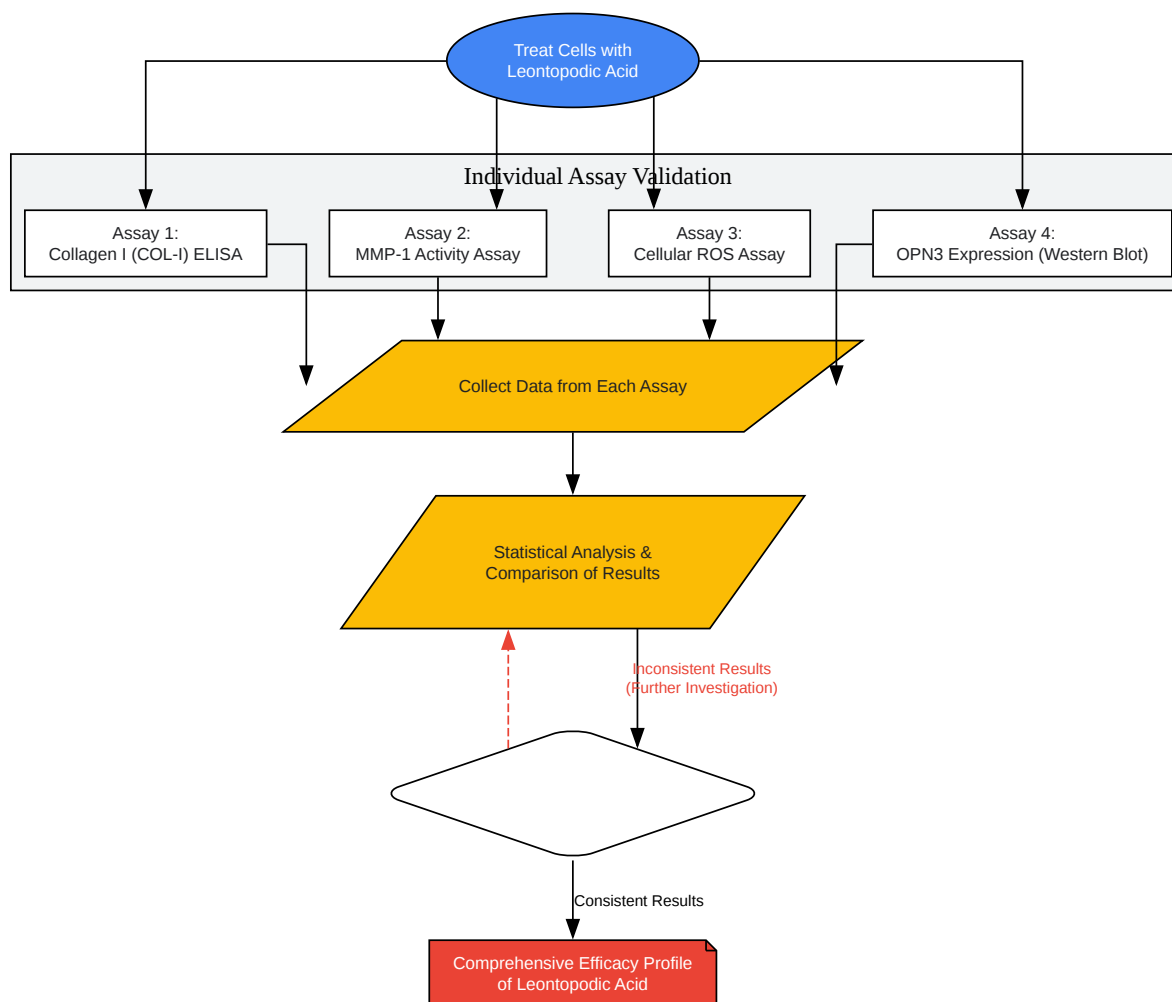 Treat Cells with
Leontopodic Acid
Individual Assay Validation
Assay 1:
Collagen I (COL-I) ELISA
Assay 2:
MMP-1 Activity Assay
Assay 3:
Cellular ROS Assay
Assay 4:
OPN3 Expression (Western Blot)
Collect Data from Each Assay
Statistical Analysis &
Comparison of Results
Inconsistent Results
(Further Investigation)
Consistent Results
Comprehensive Efficacy Profile
of Leontopodic Acid